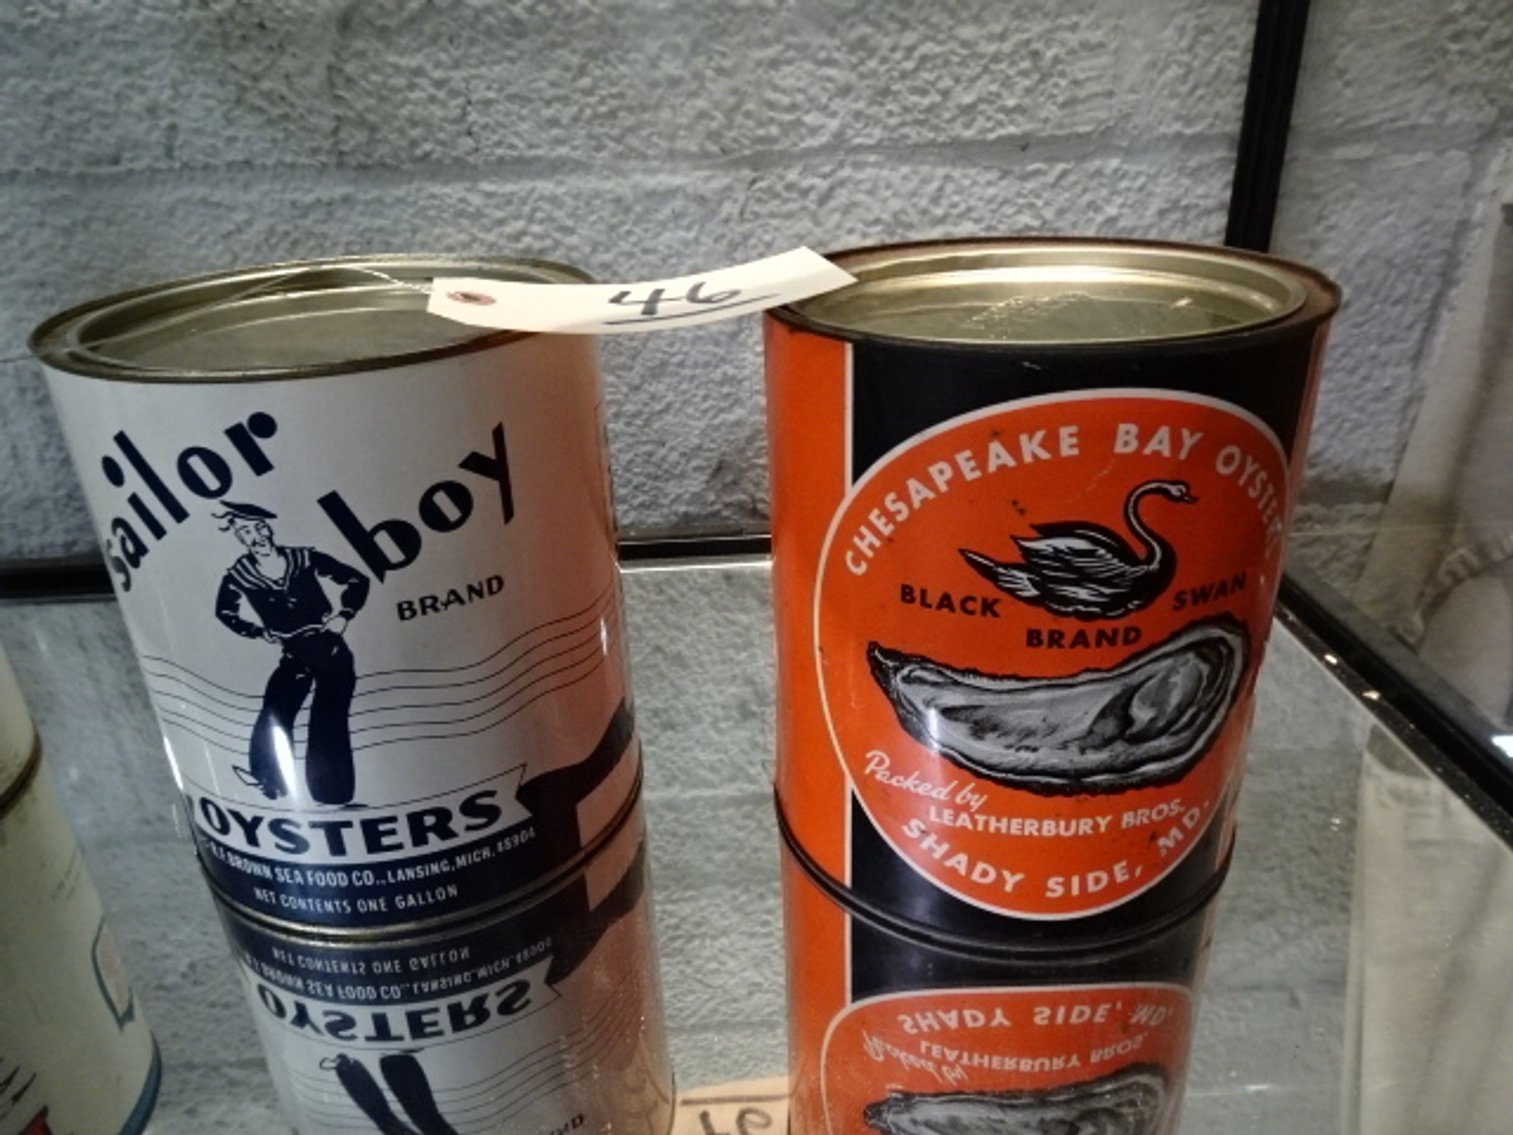 46
sailor
boy
BRAND
OYSTERS
BROWN SEA FOOD CO., LANSING, MICH. 48904
NET CONTENTS ONE GALLON
CHESAPEAKE BAY OYSTERS
BLACK SWAN
BRAND
Packed by
LEATHERBURY BROS.
SHADY SIDE, MD.